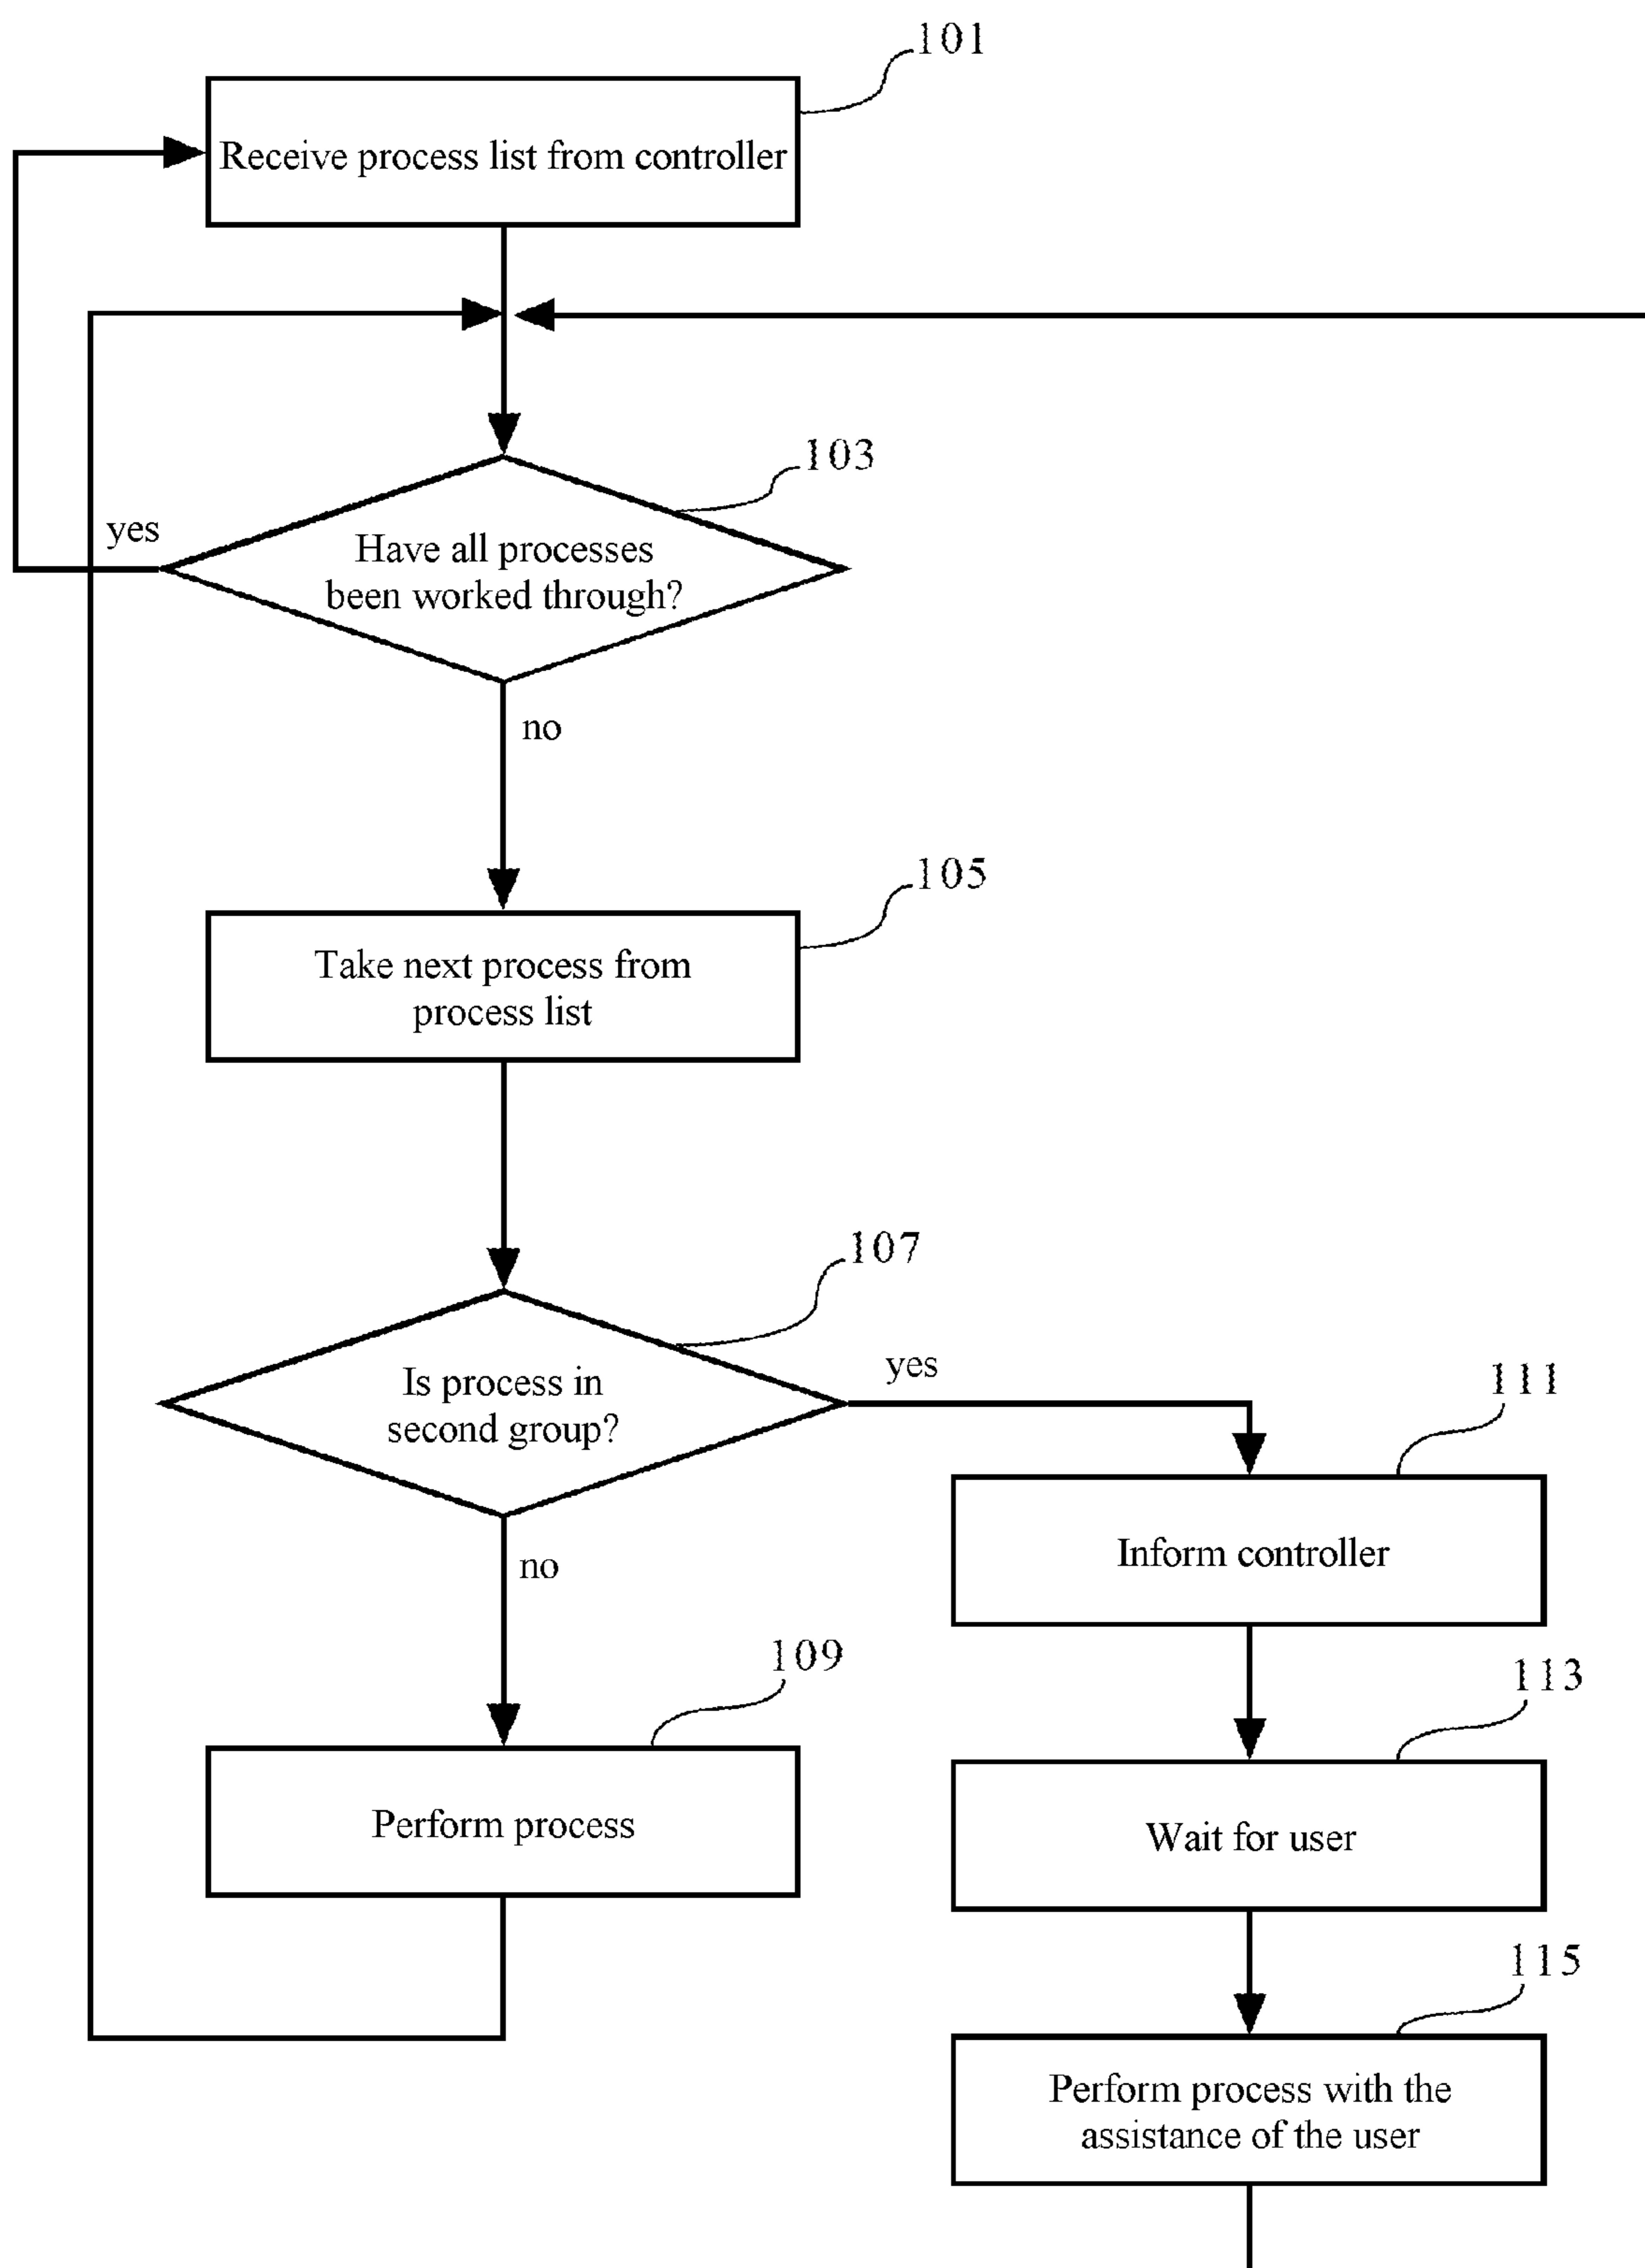 101
Receive process list from controller
103
yes
Have all processes
been worked through?
no
105
Take next process from
process list
107
Is process in
second group?
yes
111
Inform controller
no
109
Perform process
113
Wait for user
115
Perform process with the
assistance of the user